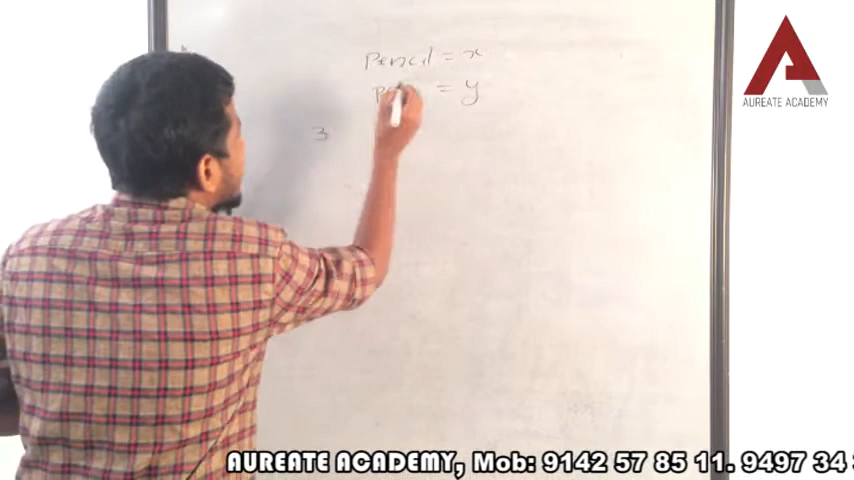 Pencil = x
= y
3
AUREATE ACADEMY
AUREATE ACADEMY, Mob: 9142 57 85 11. 9497 34